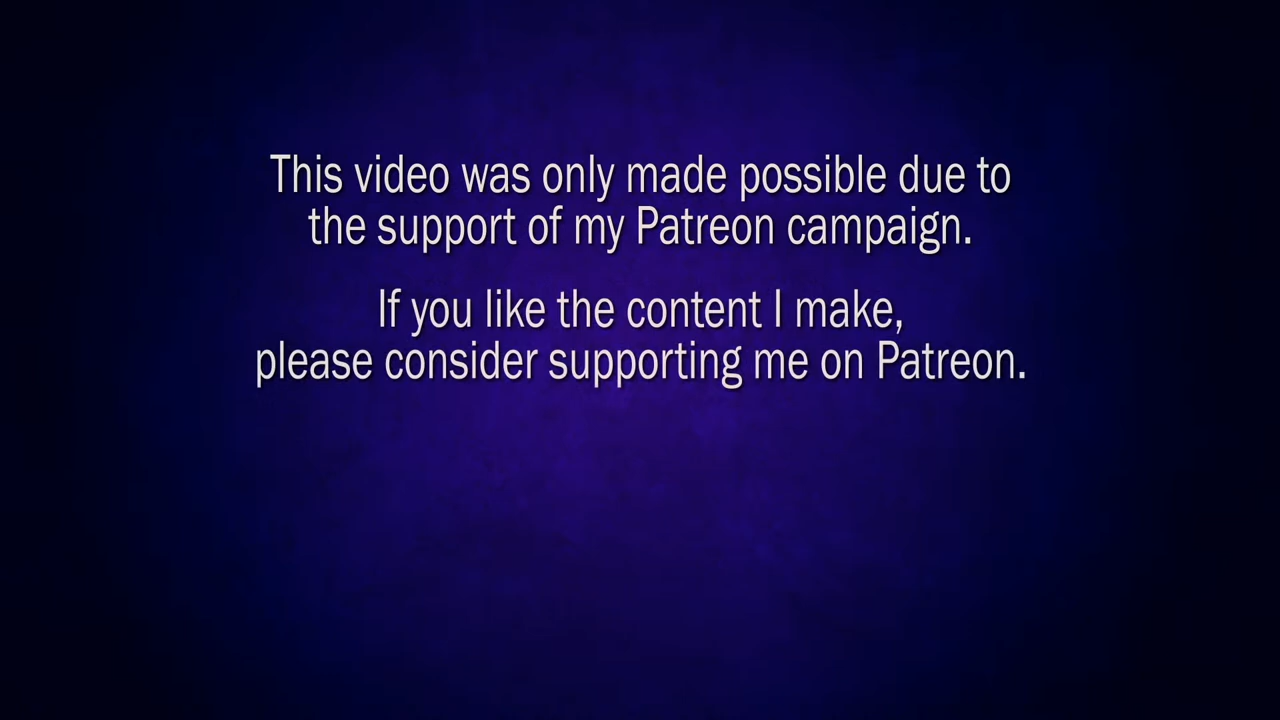 This video was only made possible due to
the support of my Patreon campaign.
If you like the content I make,
please consider supporting me on Patreon.